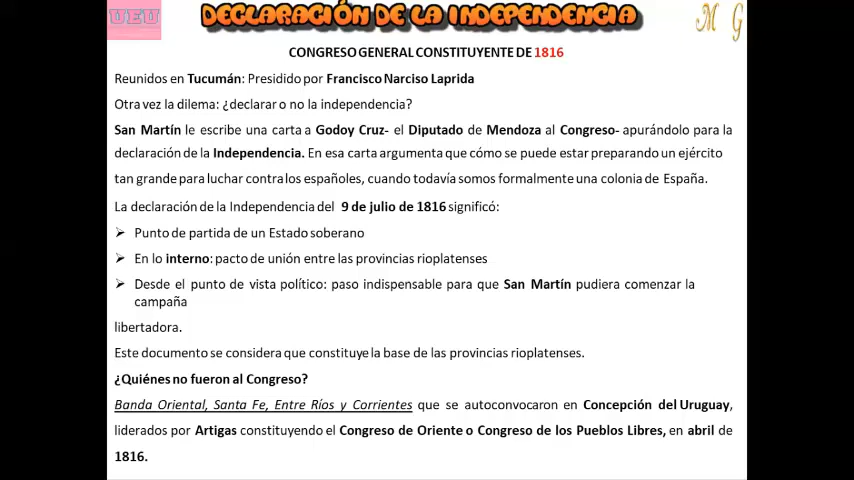 UEU
DECLARACIÓN DE LA INDEPENDENCIA
M G
CONGRESO GENERAL CONSTITUYENTE DE 1816
Reunidos en Tucumán: Presidido por Francisco Narciso Laprida
Otra vez la dilema: ¿declarar o no la independencia?
San Martín le escribe una carta a Godoy Cruz- el Diputado de Mendoza al Congreso- apurándolo para la
declaración de la Independencia. En esa carta argumenta que cómo se puede estar preparando un ejército
tan grande para luchar contra los españoles, cuando todavía somos formalmente una colonia de España.
La declaración de la Independencia del 9 de julio de 1816 significó:
➢ Punto de partida de un Estado soberano
➢ En lo interno: pacto de unión entre las provincias rioplatenses
➢ Desde el punto de vista político: paso indispensable para que San Martín pudiera comenzar la
campaña
libertadora.
Este documento se considera que constituye la base de las provincias rioplatenses.
¿Quiénes no fueron al Congreso?
Banda Oriental, Santa Fe, Entre Ríos y Corrientes que se autoconvocaron en Concepción del Uruguay,
liderados por Artigas constituyendo el Congreso de Oriente o Congreso de los Pueblos Libres, en abril de
1816.